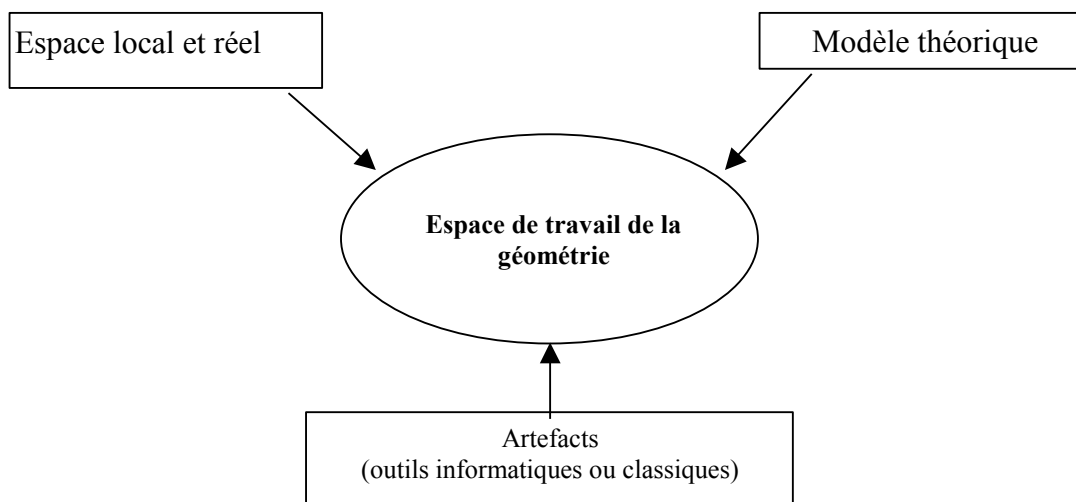 Espace local et réel
Modèle théorique
Espace de travail de la
géométrie
Artefacts
(outils informatiques ou classiques)